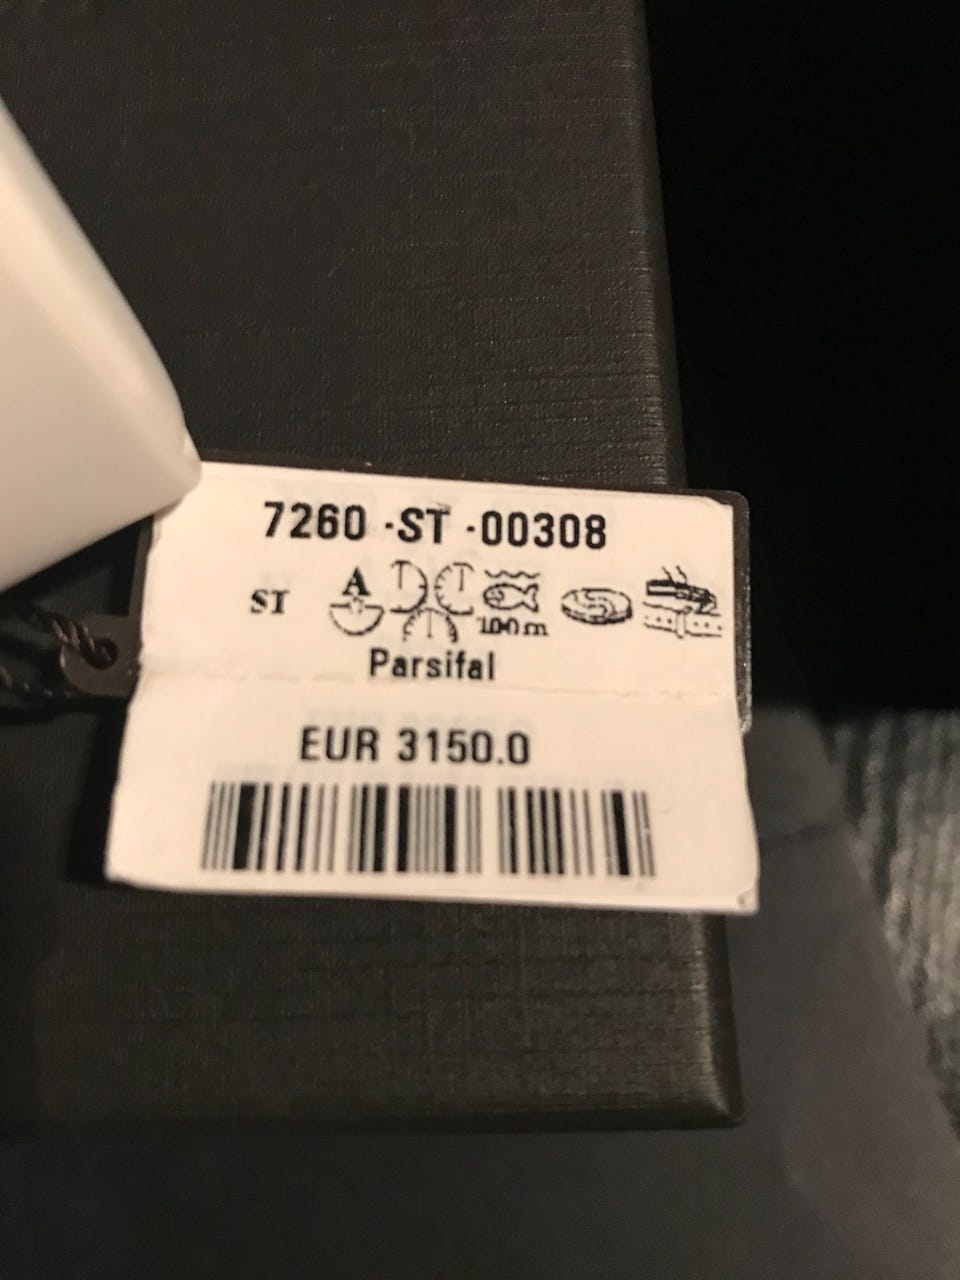 7260 -ST -00308
ST A 100m
Parsifal
EUR 3150.0